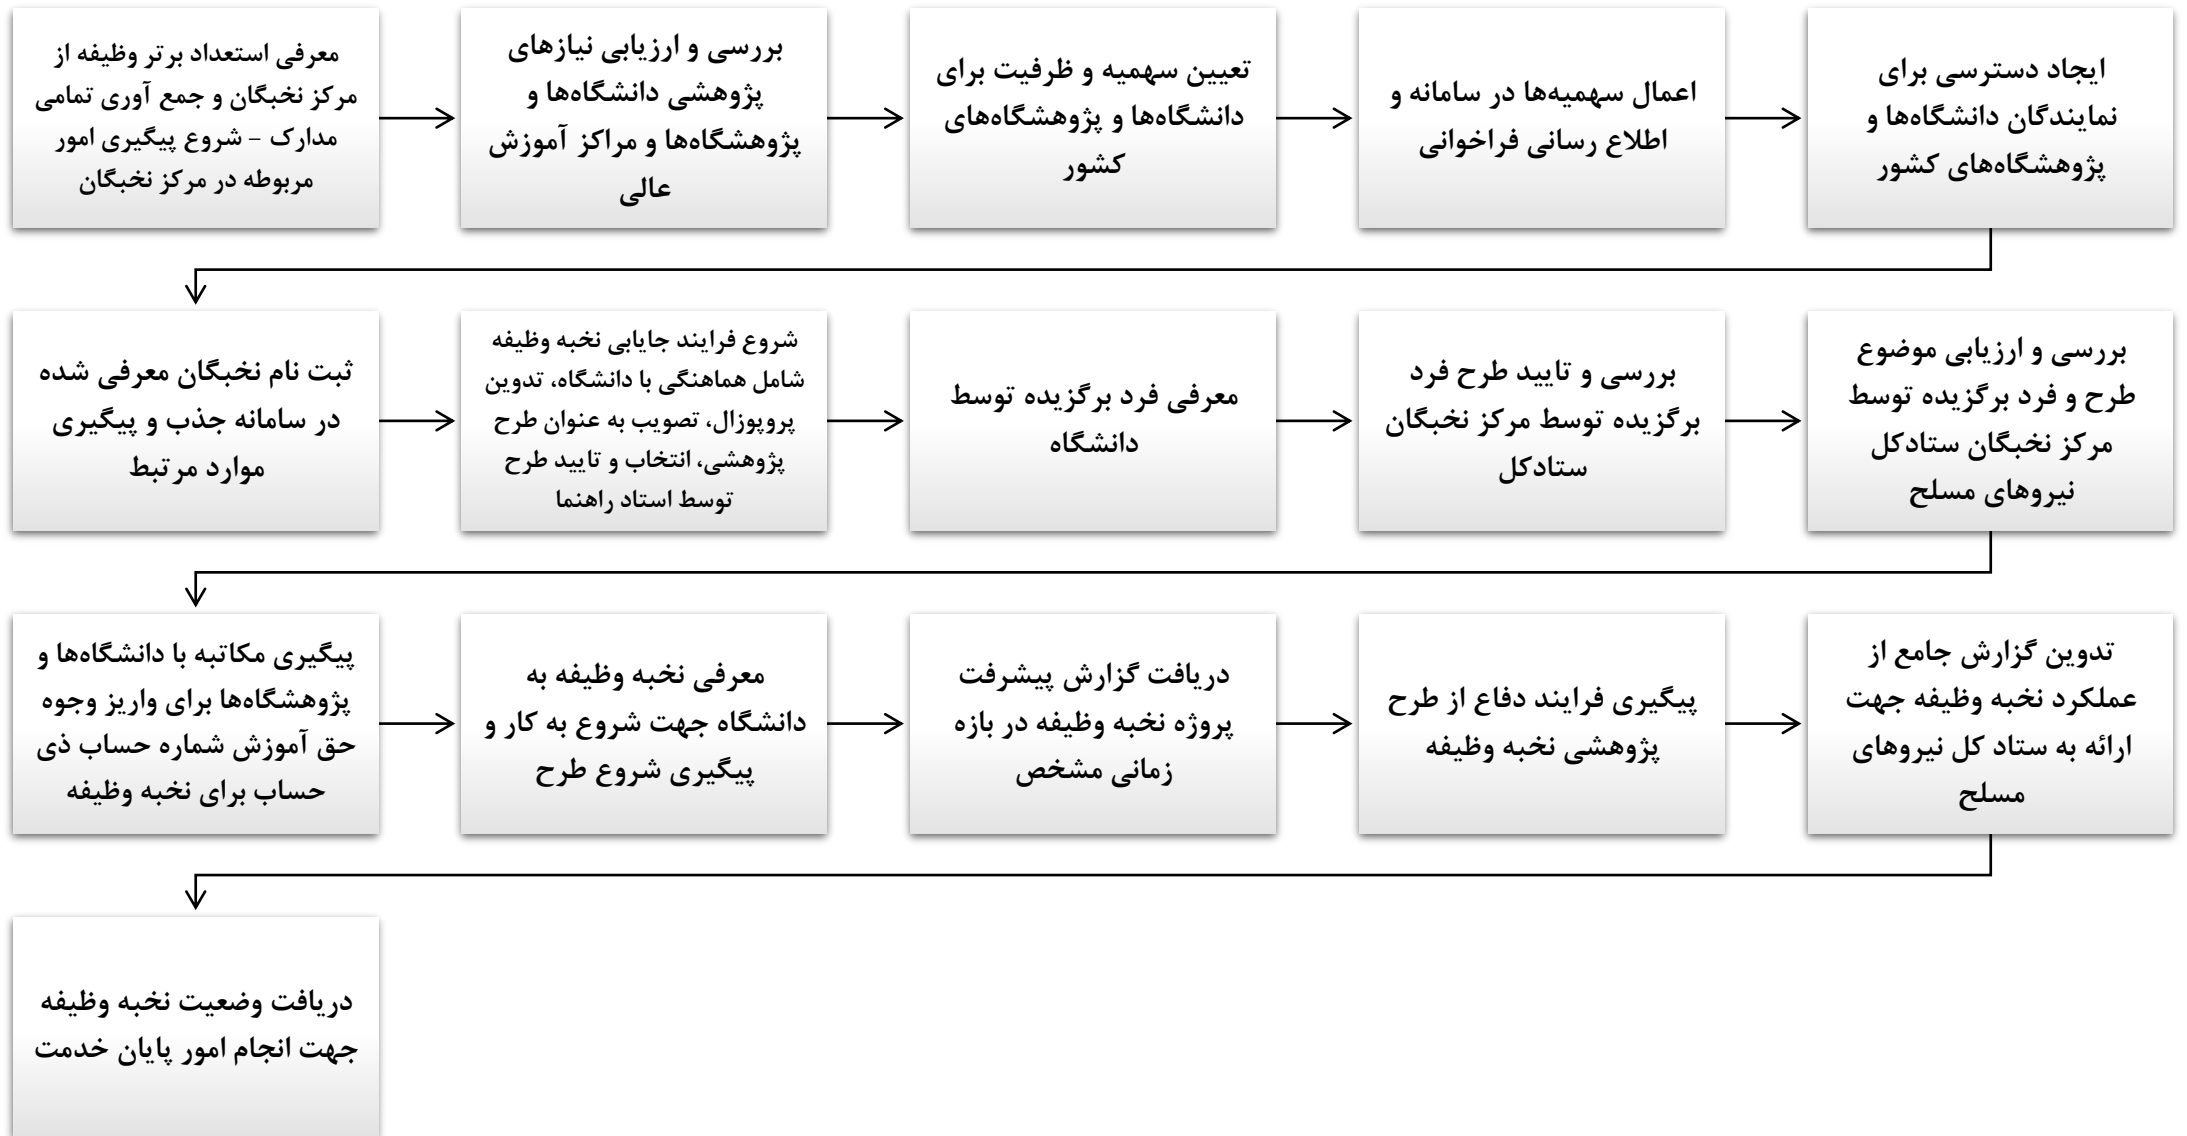 معرفی استعداد برتر وظیفه از
مرکز نخبگان و جمع آوری تمامی
مدارک - شروع پیگیری امور
مربوطه در مرکز نخبگان
بررسی و ارزیابی نیازهای
پژوهشی دانشگاه‌ها و
پژوهشگاه‌ها و مراکز آموزش
عالی
تعیین سهمیه و ظرفیت برای
دانشگاه‌ها و پژوهشگاه‌های
کشور
اعمال سهمیه‌ها در سامانه و
اطلاع رسانی فراخوانی
ایجاد دسترسی برای
نمایندگان دانشگاه‌ها و
پژوهشگاه‌های کشور
ثبت نام نخبگان معرفی شده
در سامانه جذب و پیگیری
موارد مرتبط
شروع فرایند جایابی نخبه وظیفه
شامل هماهنگی با دانشگاه، تدوین
پروپوزال، تصویب به عنوان طرح
پژوهشی، انتخاب و تایید طرح
توسط استاد راهنما
معرفی فرد برگزیده توسط
دانشگاه
بررسی و تایید طرح فرد
برگزیده توسط مرکز نخبگان
ستادکل
بررسی و ارزیابی موضوع
طرح و فرد برگزیده توسط
مرکز نخبگان ستادکل
نیروهای مسلح
پیگیری مکاتبه با دانشگاه‌ها و
پژوهشگاه‌ها برای واریز وجوه
حق آموزش شماره حساب ذی
حساب برای نخبه وظیفه
معرفی نخبه وظیفه به
دانشگاه جهت شروع به کار و
پیگیری شروع طرح
دریافت گزارش پیشرفت
پروژه نخبه وظیفه در بازه
زمانی مشخص
پیگیری فرایند دفاع از طرح
پژوهشی نخبه وظیفه
تدوین گزارش جامع از
عملکرد نخبه وظیفه جهت
ارائه به ستاد کل نیروهای
مسلح
دریافت وضعیت نخبه وظیفه
جهت انجام امور پایان خدمت